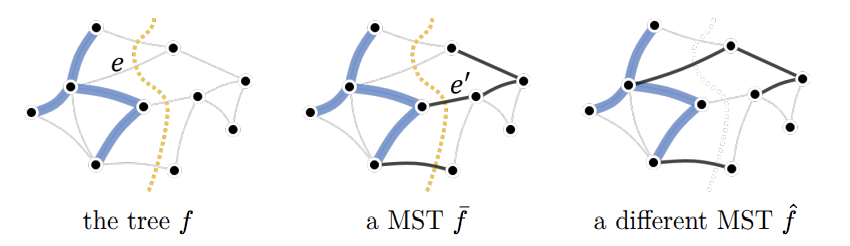 e
e′
the tree f
a MST f̄
a different MST f̂